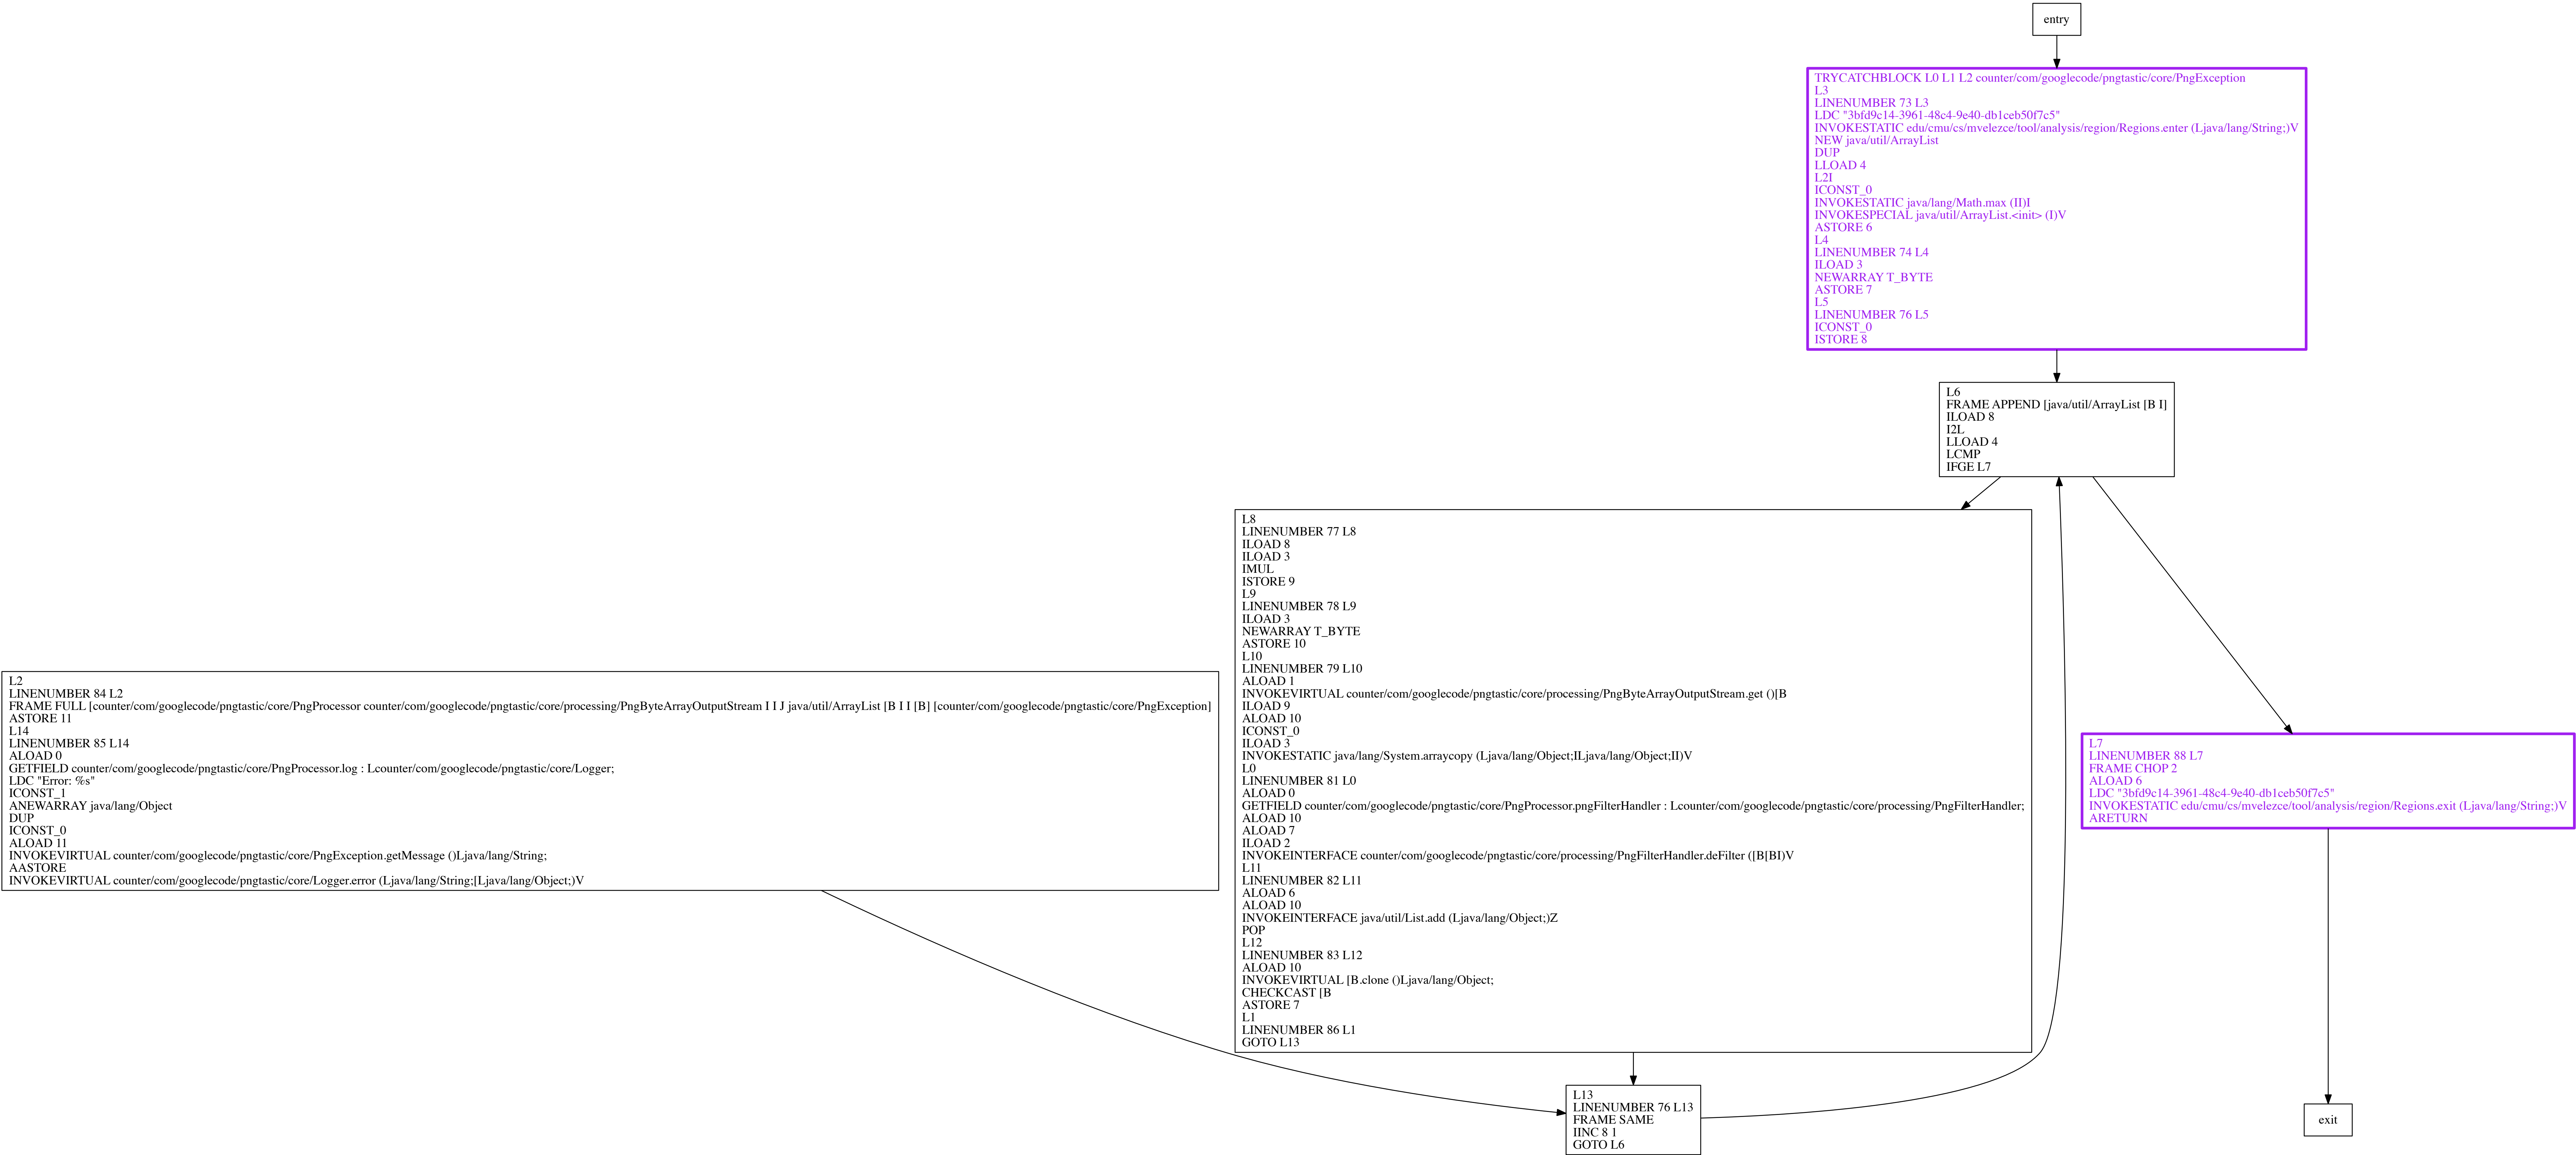 entry
TRYCATCHBLOCK L0 L1 L2 counter/com/googlecode/pngtastic/core/PngException
L3
LINENUMBER 73 L3
LDC "3bfd9c14-3961-48c4-9e40-db1ceb50f7c5"
INVOKESTATIC edu/cmu/cs/mvelezce/tool/analysis/region/Regions.enter (Ljava/lang/String;)V
NEW java/util/ArrayList
DUP
LLOAD 4
L2I
ICONST_0
INVOKESTATIC java/lang/Math.max (II)I
INVOKESPECIAL java/util/ArrayList.<init> (I)V
ASTORE 6
L4
LINENUMBER 74 L4
ILOAD 3
NEWARRAY T_BYTE
ASTORE 7
L5
LINENUMBER 76 L5
ICONST_0
ISTORE 8
L6
FRAME APPEND [java/util/ArrayList [B I]
ILOAD 8
I2L
LLOAD 4
LCMP
IFGE L7
L8
LINENUMBER 77 L8
ILOAD 8
ILOAD 3
IMUL
ISTORE 9
L9
LINENUMBER 78 L9
ILOAD 3
NEWARRAY T_BYTE
ASTORE 10
L10
LINENUMBER 79 L10
ALOAD 1
INVOKEVIRTUAL counter/com/googlecode/pngtastic/core/processing/PngByteArrayOutputStream.get ()[B
ILOAD 9
ALOAD 10
ICONST_0
ILOAD 3
INVOKESTATIC java/lang/System.arraycopy (Ljava/lang/Object;ILjava/lang/Object;II)V
L0
LINENUMBER 81 L0
ALOAD 0
GETFIELD counter/com/googlecode/pngtastic/core/PngProcessor.pngFilterHandler : Lcounter/com/googlecode/pngtastic/core/processing/PngFilterHandler;
ALOAD 10
ALOAD 7
ILOAD 2
INVOKEINTERFACE counter/com/googlecode/pngtastic/core/processing/PngFilterHandler.deFilter ([B[BI)V
L11
LINENUMBER 82 L11
ALOAD 6
ALOAD 10
INVOKEINTERFACE java/util/List.add (Ljava/lang/Object;)Z
POP
L12
LINENUMBER 83 L12
ALOAD 10
INVOKEVIRTUAL [B.clone ()Ljava/lang/Object;
CHECKCAST [B
ASTORE 7
L1
LINENUMBER 86 L1
GOTO L13
L2
LINENUMBER 84 L2
FRAME FULL [counter/com/googlecode/pngtastic/core/PngProcessor counter/com/googlecode/pngtastic/core/processing/PngByteArrayOutputStream I I J java/util/ArrayList [B I I [B] [counter/com/googlecode/pngtastic/core/PngException]
ASTORE 11
L14
LINENUMBER 85 L14
ALOAD 0
GETFIELD counter/com/googlecode/pngtastic/core/PngProcessor.log : Lcounter/com/googlecode/pngtastic/core/Logger;
LDC "Error: %s"
ICONST_1
ANEWARRAY java/lang/Object
DUP
ICONST_0
ALOAD 11
INVOKEVIRTUAL counter/com/googlecode/pngtastic/core/PngException.getMessage ()Ljava/lang/String;
AASTORE
INVOKEVIRTUAL counter/com/googlecode/pngtastic/core/Logger.error (Ljava/lang/String;[Ljava/lang/Object;)V
L7
LINENUMBER 88 L7
FRAME CHOP 2
ALOAD 6
LDC "3bfd9c14-3961-48c4-9e40-db1ceb50f7c5"
INVOKESTATIC edu/cmu/cs/mvelezce/tool/analysis/region/Regions.exit (Ljava/lang/String;)V
ARETURN
L13
LINENUMBER 76 L13
FRAME SAME
IINC 8 1
GOTO L6
exit